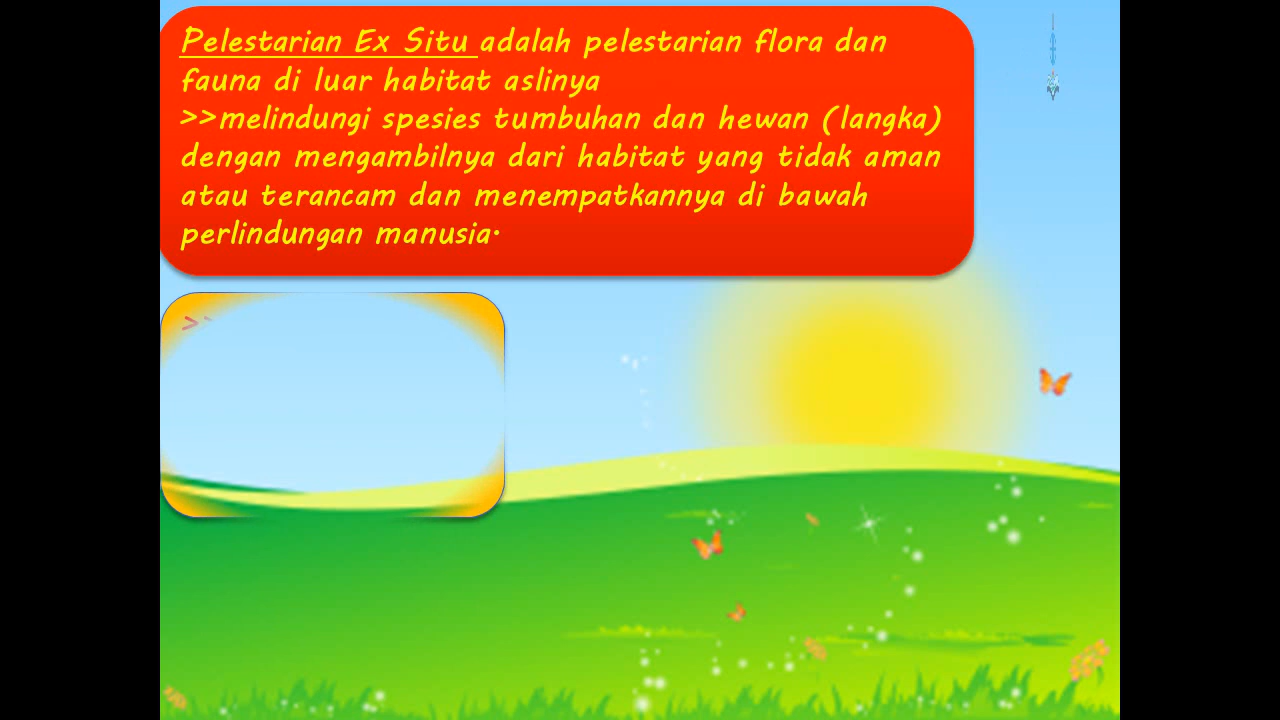 Pelestarian Ex Situ adalah pelestarian flora dan
fauna di luar habitat aslinya
>>melindungi spesies tumbuhan dan hewan (langka)
dengan mengambilnya dari habitat yang tidak aman
atau terancam dan menempatkannya di bawah
perlindungan manusia.